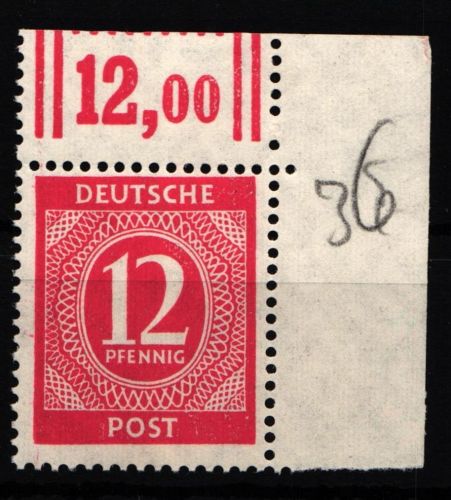 12,00
36
DEUTSCHE
12
PFENNIG
POST